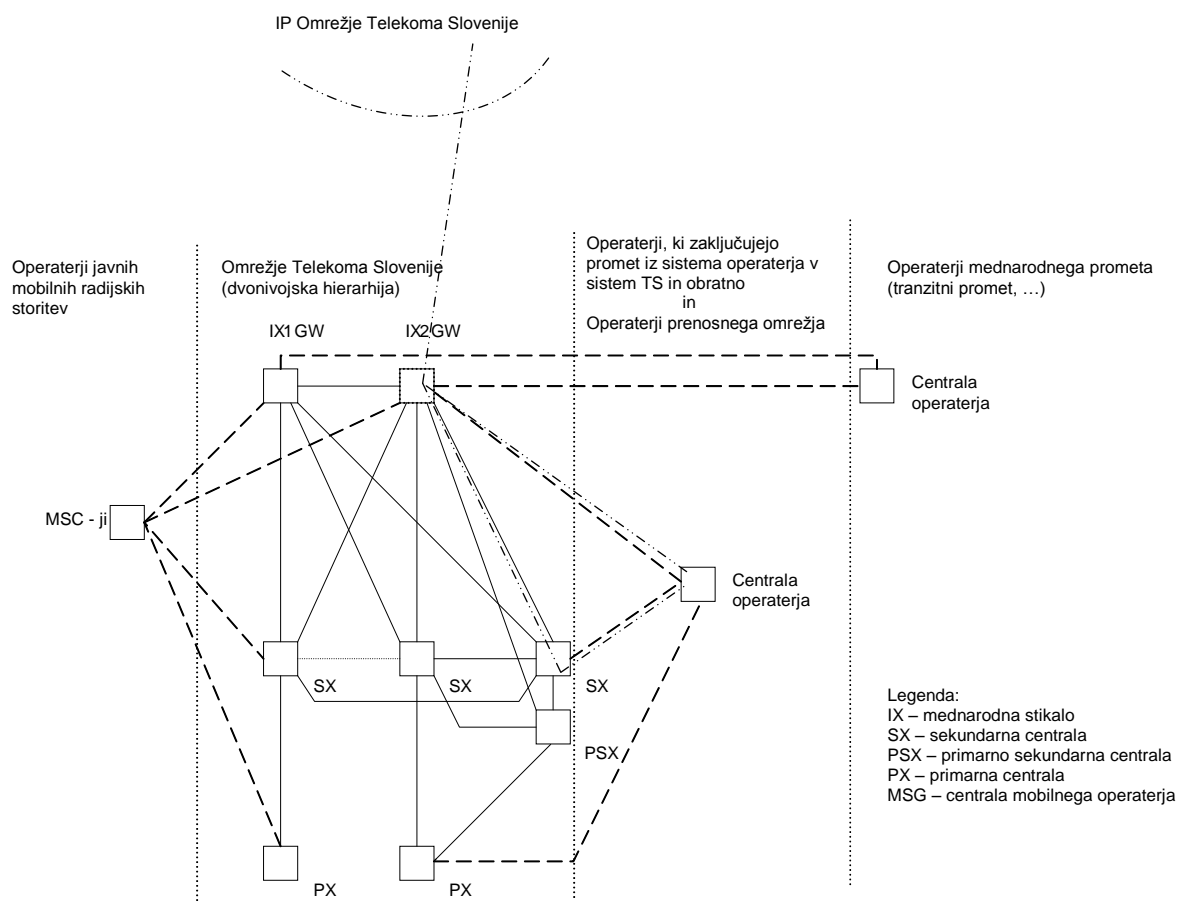 IP Omrežje Telekoma Slovenije
Operaterji javnih
mobilnih radijskih
storitev
Omrežje Telekoma Slovenije
(dvonivojska hierarhija)
Operaterji, ki zaključujejo
promet iz sistema operaterja v
sistem TS in obratno
in
Operaterji prenosnega omrežja
Operaterji mednarodnega prometa
(tranzitni promet, …)
IX1 GW
IX2 GW
Centrala
operaterja
MSC - ji
Centrala
operaterja
SX
SX
SX
PSX
PX
PX
Legenda:
IX – mednarodna stikalo
SX – sekundarna centrala
PSX – primarno sekundarna centrala
PX – primarna centrala
MSG – centrala mobilnega operaterja